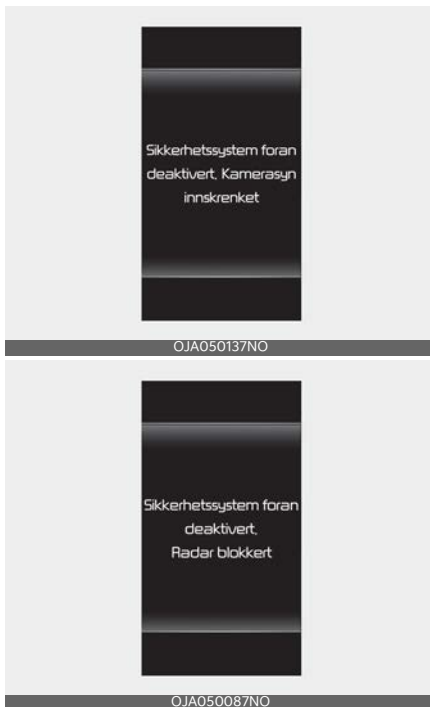 Sikkerhetssystem foran
deaktivert, Kamerasyn
innskrenket
OJA050137NO
Sikkerhetssystem foran
deaktivert,
Radar blokkert
OJA050087NO